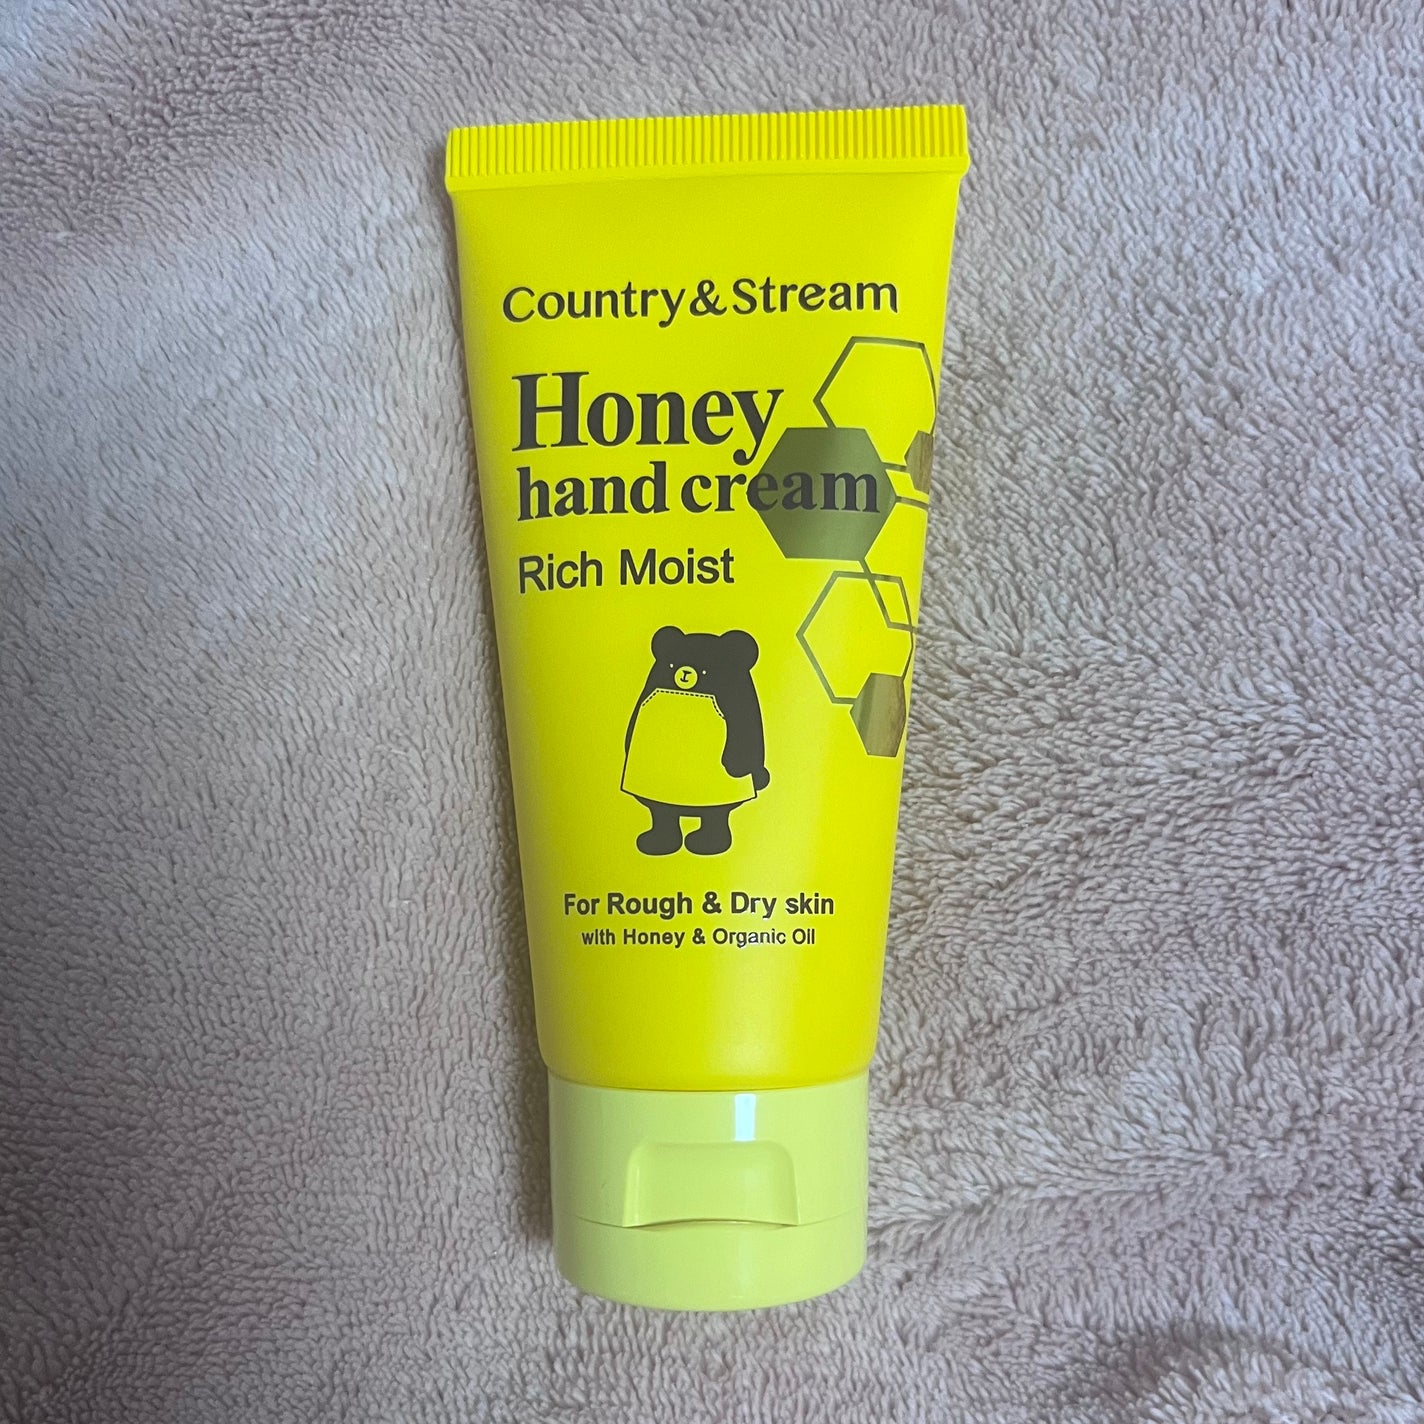 Country&Stream
Honey
hand cream
Rich Moist
For Rough & Dry skin
with Honey & Organic Oil